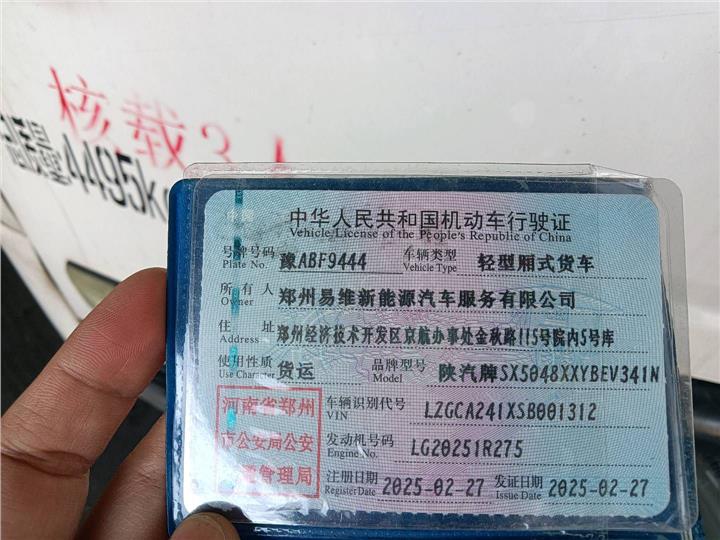 核载3人
总质量:4495kg
中国
中华人民共和国机动车行驶证
Vehicle License of the People's Republic of China
号牌号码 豫ABF9444 车辆类型 轻型厢式货车
Plate No. Vehicle Type
所有人 郑州易维新能源汽车服务有限公司
Owner
住址 郑州经济技术开发区京航办事处金秋路115号院内5号库
Address
使用性质 货运 品牌型号 陕汽牌SX5048XXYBEV341N
Use Character Model
河南省郑州
市公安局公安
交通管理局
车辆识别代号 LZGCA241XSB001312
VIN
发动机号码 LG20251R275
Engine No.
注册日期 2025-02-27 发证日期 2025-02-27
Register Date Issue Date